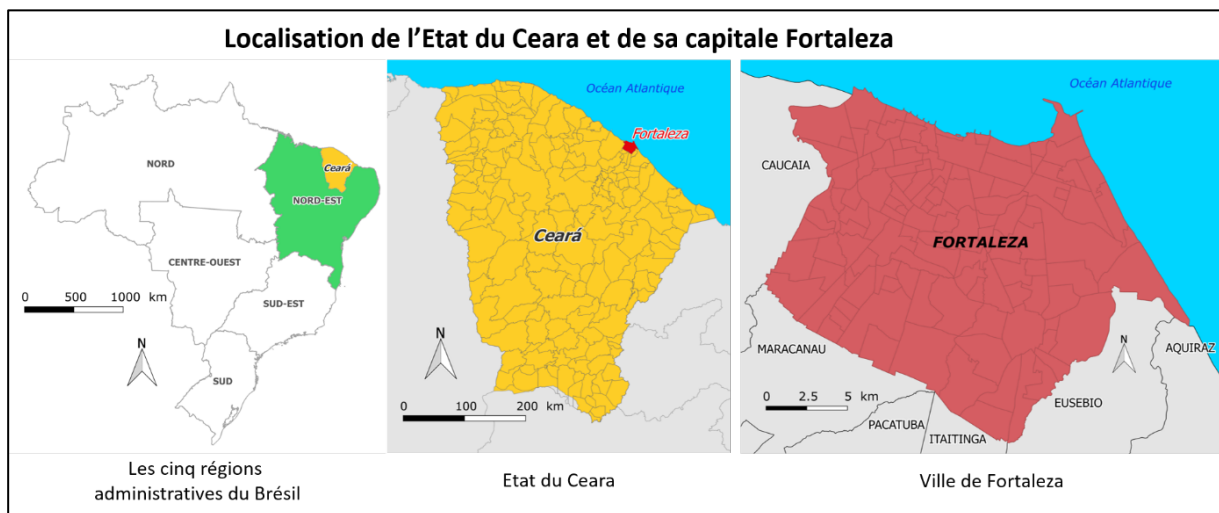 Localisation de l’Etat du Ceara et de sa capitale Fortaleza
NORD
Ceará
NORD-EST
CENTRE-OUEST
SUD-EST
SUD
0 500 1000 km
N
Les cinq régions
administratives du Brésil
Océan Atlantique
Fortaleza
Ceará
N
0 100 200 km
Etat du Ceara
Océan Atlantique
CAUCAIA
FORTALEZA
MARACANAU
N
AQUIRAZ
0 2.5 5 km
EUSEBIO
PACATUBA
ITAITINGA
Ville de Fortaleza